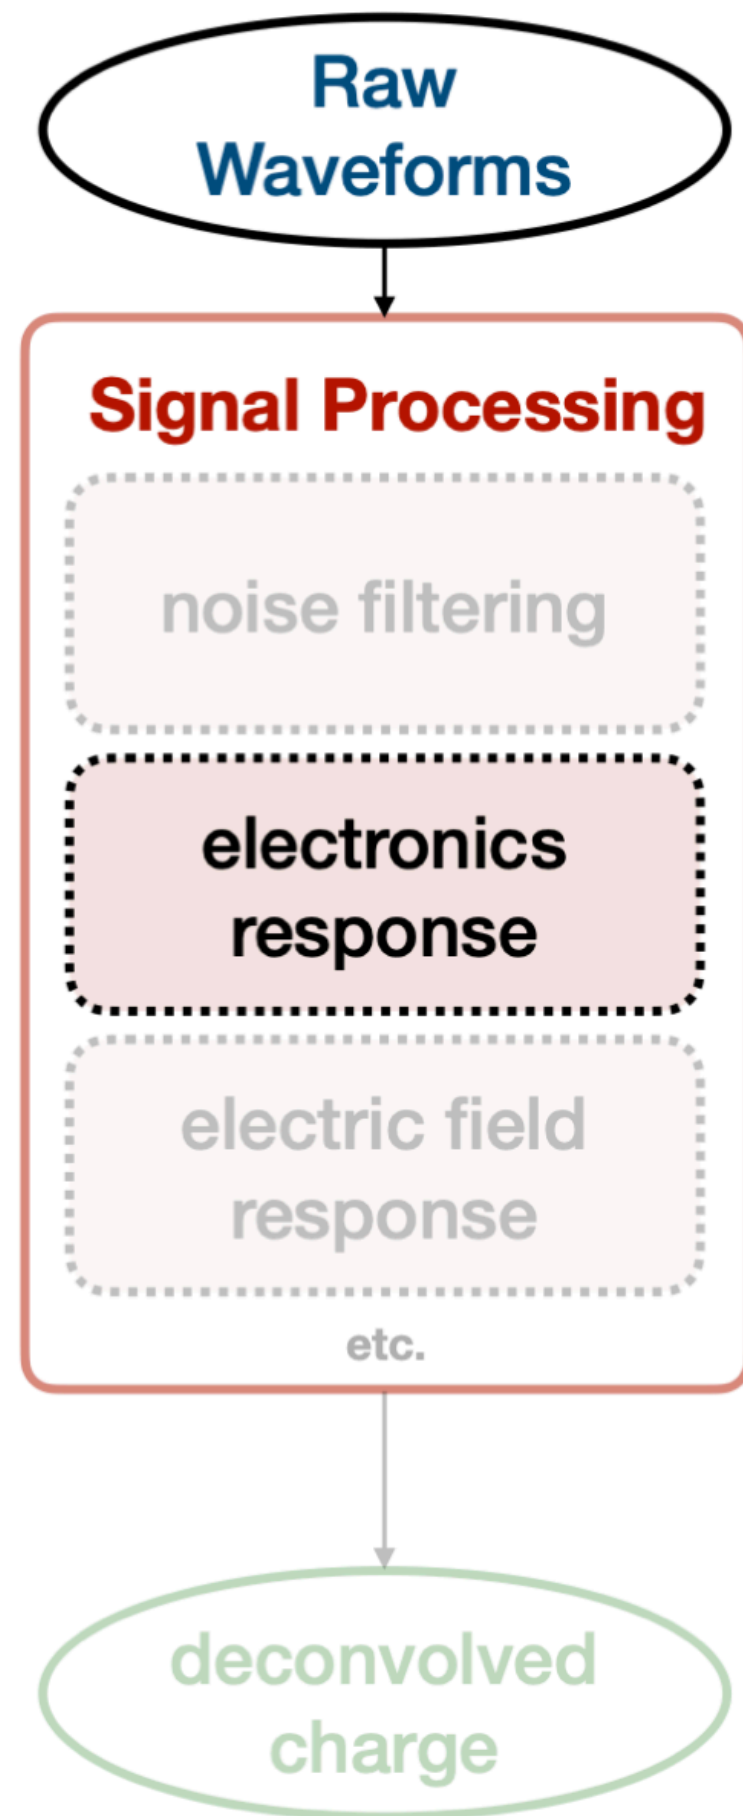 Raw
Waveforms
Signal Processing
noise filtering
electronics
response
electric field
response
etc.
deconvolved
charge